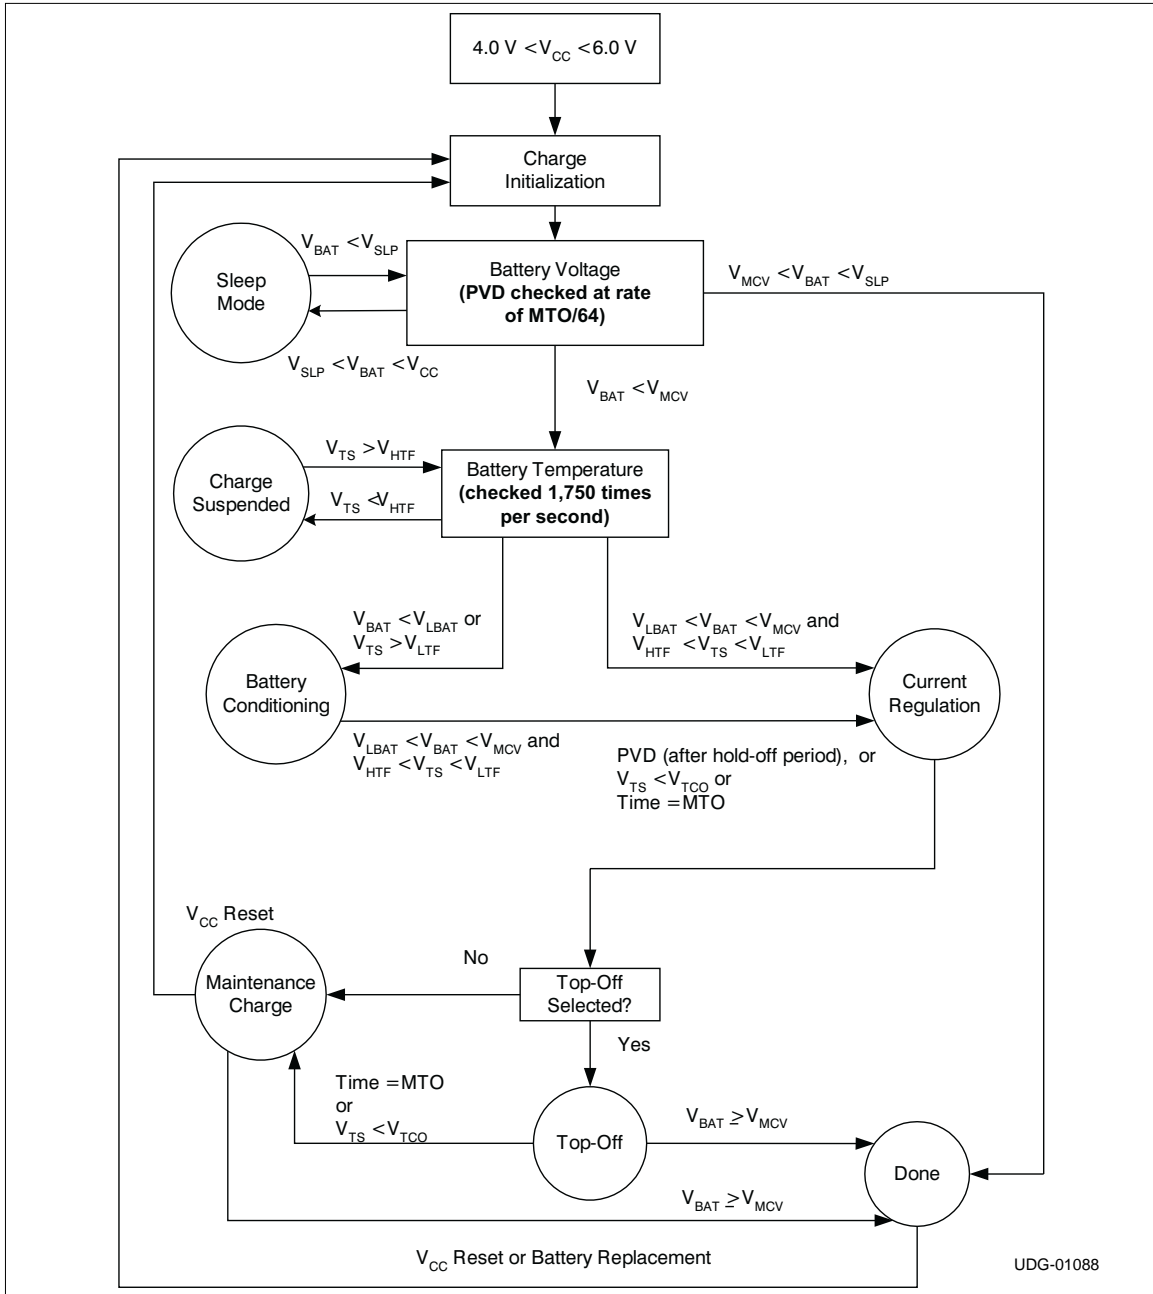 4.0 V < V_CC < 6.0 V
Charge
Initialization
V_BAT < V_SLP
Sleep
Mode
Battery Voltage
(PVD checked at rate
of MTO/64)
V_MCV < V_BAT < V_SLP
V_SLP < V_BAT < V_CC
V_BAT < V_MCV
V_TS > V_HTF
Charge
Suspended
V_TS < V_HTF
Battery Temperature
(checked 1,750 times
per second)
V_BAT < V_LBAT or
V_TS > V_LTF
V_LBAT < V_BAT < V_MCV and
V_HTF < V_TS < V_LTF
Battery
Conditioning
Current
Regulation
V_LBAT < V_BAT < V_MCV and
V_HTF < V_TS < V_LTF
PVD (after hold-off period), or
V_TS < V_TCO or
Time = MTO
V_CC Reset
No
Maintenance
Charge
Top-Off
Selected?
Yes
Time = MTO
or
V_TS < V_TCO
Top-Off
V_BAT ≥ V_MCV
Done
V_BAT ≥ V_MCV
V_CC Reset or Battery Replacement
UDG-01088